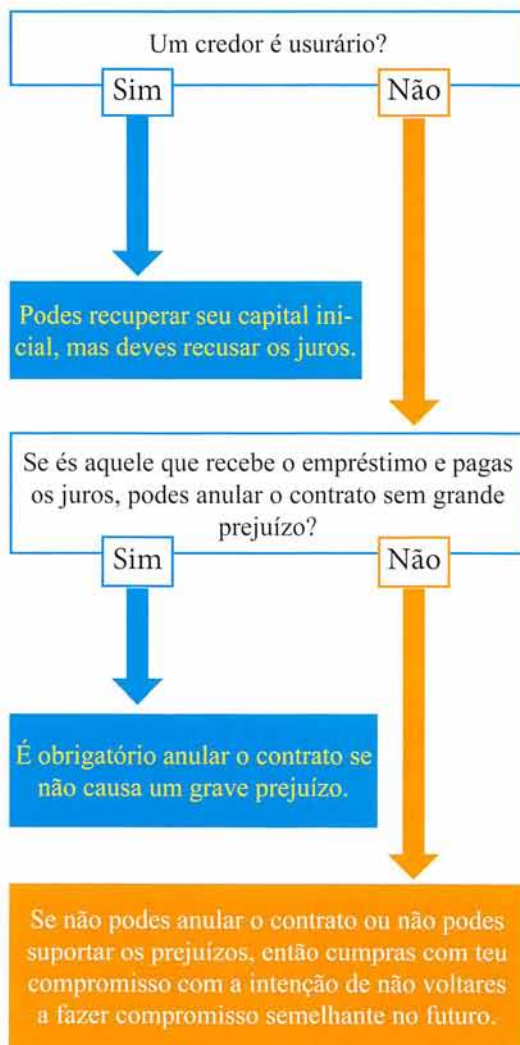 Um credor é usurário?
Sim
Não
Podes recuperar seu capital ini-
cial, mas deves recusar os juros.
Se és aquele que recebe o empréstimo e pagas
os juros, podes anular o contrato sem grande
prejuízo?
Sim
Não
É obrigatório anular o contrato se
não causa um grave prejuízo.
Se não podes anular o contrato ou não podes
suportar os prejuízos, então cumpras com teu
compromisso com a intenção de não voltares
a fazer compromisso semelhante no futuro.